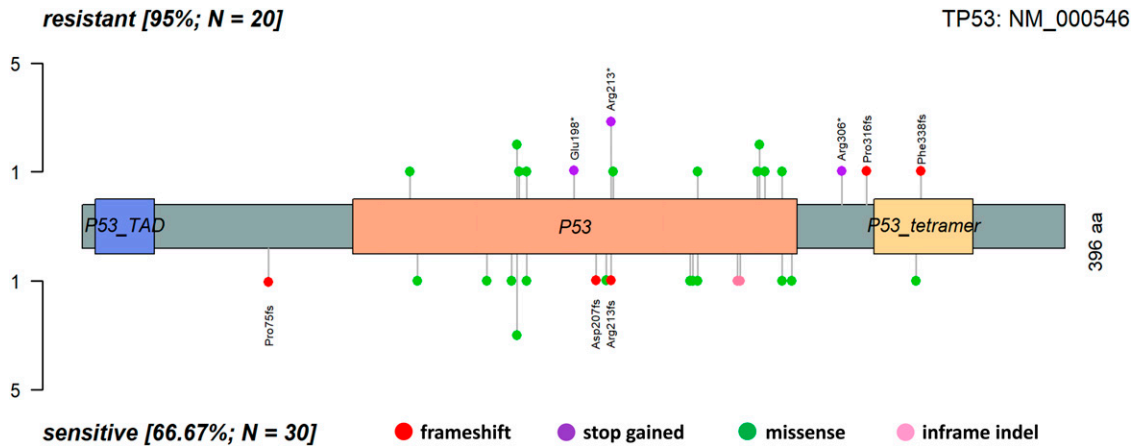 resistant [95%; N = 20]
TP53: NM_000546
5
1
Glu198*
Arg213*
Arg306*
Pro316fs
Phe338fs
P53_TAD
P53
P53_tetramer
396 aa
1
5
Pro75fs
Asp207fs
Arg213fs
sensitive [66.67%; N = 30]
frameshift
stop gained
missense
inframe indel